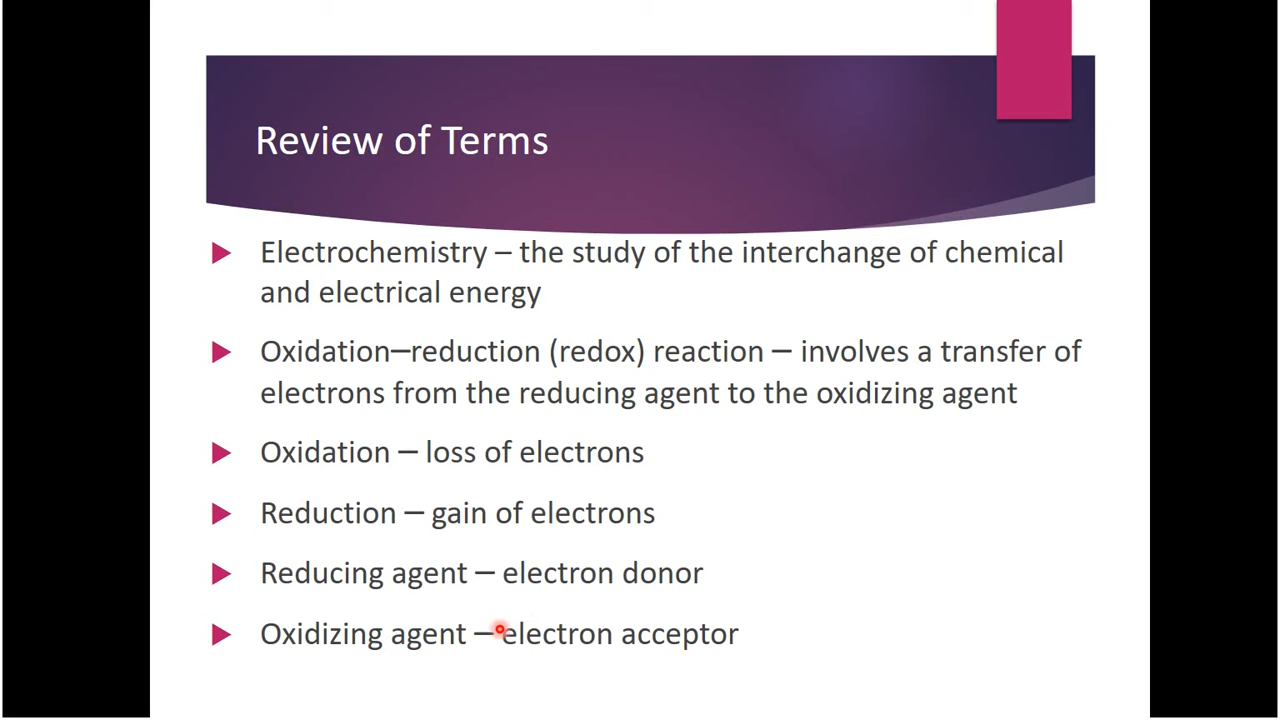 Review of Terms
Electrochemistry – the study of the interchange of chemical
and electrical energy
Oxidation–reduction (redox) reaction – involves a transfer of
electrons from the reducing agent to the oxidizing agent
Oxidation – loss of electrons
Reduction – gain of electrons
Reducing agent – electron donor
Oxidizing agent – electron acceptor